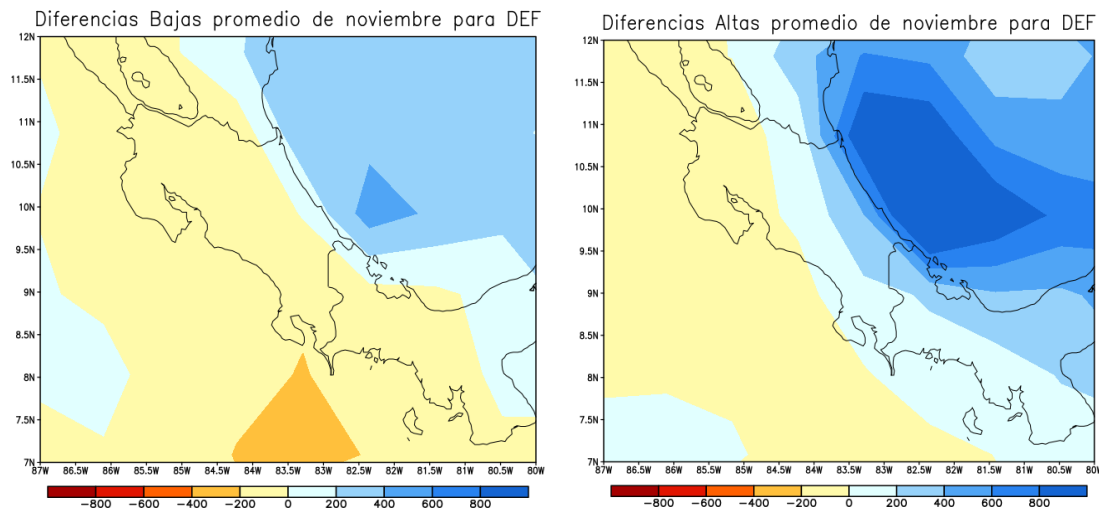 Diferencias Bajas promedio de noviembre para DEF
12N
11.5N
11N
10.5N
10N
9.5N
9N
8.5N
8N
7.5N
7N
87W 86.5W 86W 85.5W 85W 84.5W 84W 83.5W 83W 82.5W 82W 81.5W 81W 80.5W 80W
−800 −600 −400 −200 0 200 400 600 800
Diferencias Altas promedio de noviembre para DEF
12N
11.5N
11N
10.5N
10N
9.5N
9N
8.5N
8N
7.5N
7N
87W 86.5W 86W 85.5W 85W 84.5W 84W 83.5W 83W 82.5W 82W 81.5W 81W 80.5W 80W
−800 −600 −400 −200 0 200 400 600 800